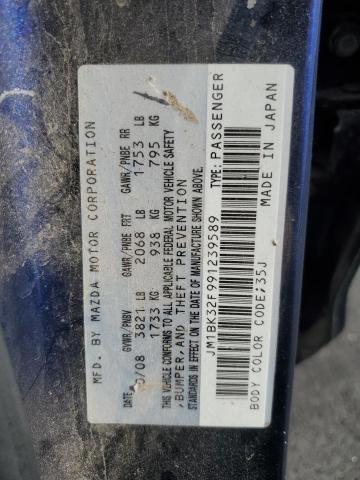 MFD. BY MAZDA MOTOR CORPORATION
GVWR/PNBV GAWR/PNBE FRT GAWR/PNBE RR
DATE /08 3821 LB 2068 LB 1753 LB
1733 KG 938 KG 795 KG
THIS VEHICLE CONFORMS TO ALL APPLICABLE FEDERAL MOTOR VEHICLE SAFETY
,BUMPER,AND THEFT PREVENTION
STANDARDS IN EFFECT ON THE DATE OF MANUFACTURE SHOWN ABOVE.
JM1BK32F991239589 TYPE: PASSENGER
BODY COLOR CODE:35J MADE IN JAPAN